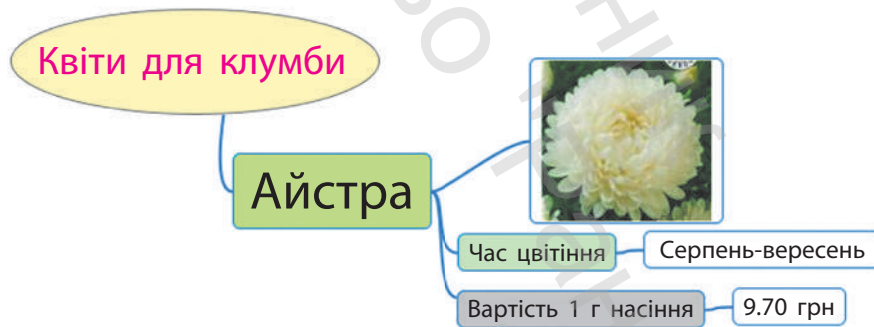 Квіти для клумби
Айстра
Час цвітіння
Серпень-вересень
Вартість 1 г насіння
9.70 грн